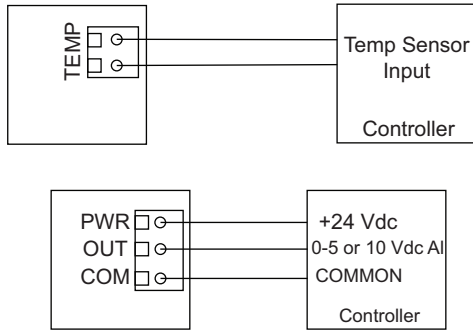 TEMP
Temp Sensor
Input
Controller
PWR
+24 Vdc
OUT
0-5 or 10 Vdc AI
COM
COMMON
Controller